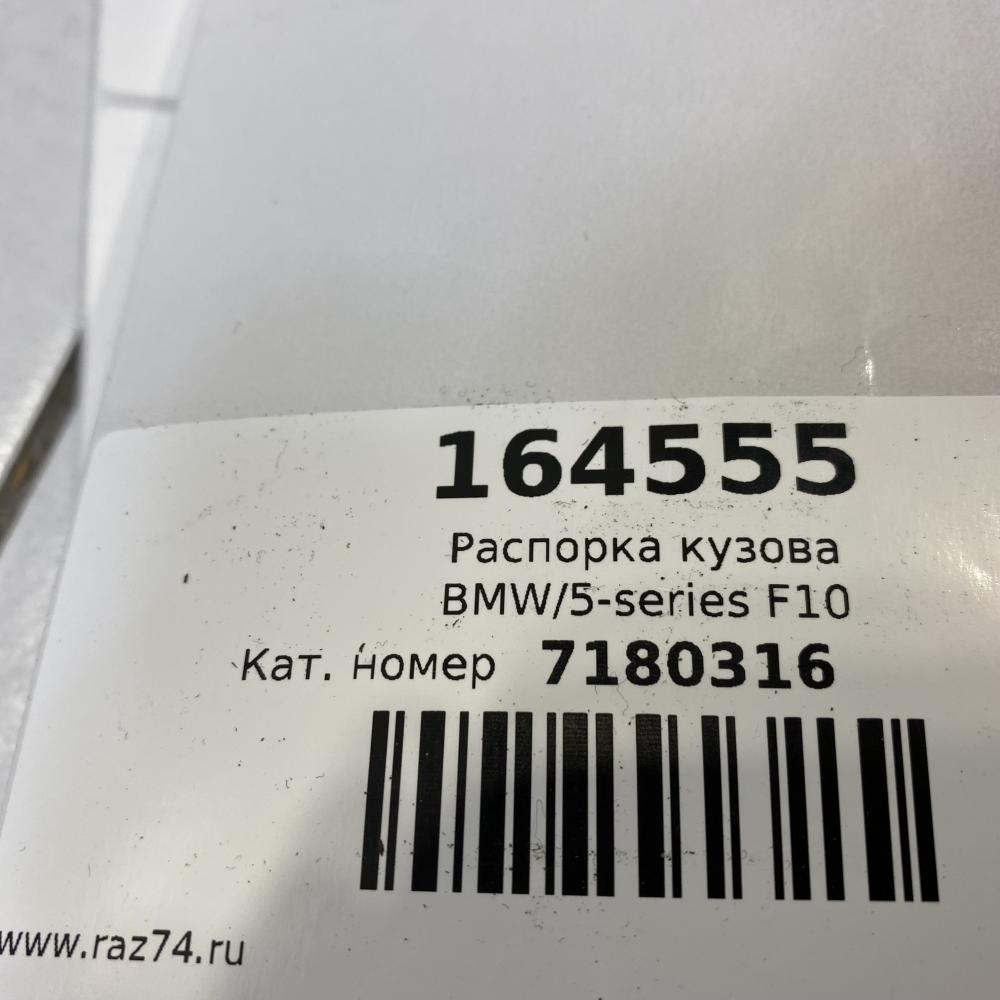 164555
Распорка кузова
BMW/5-series F10
Кат. номер 7180316
www.raz74.ru